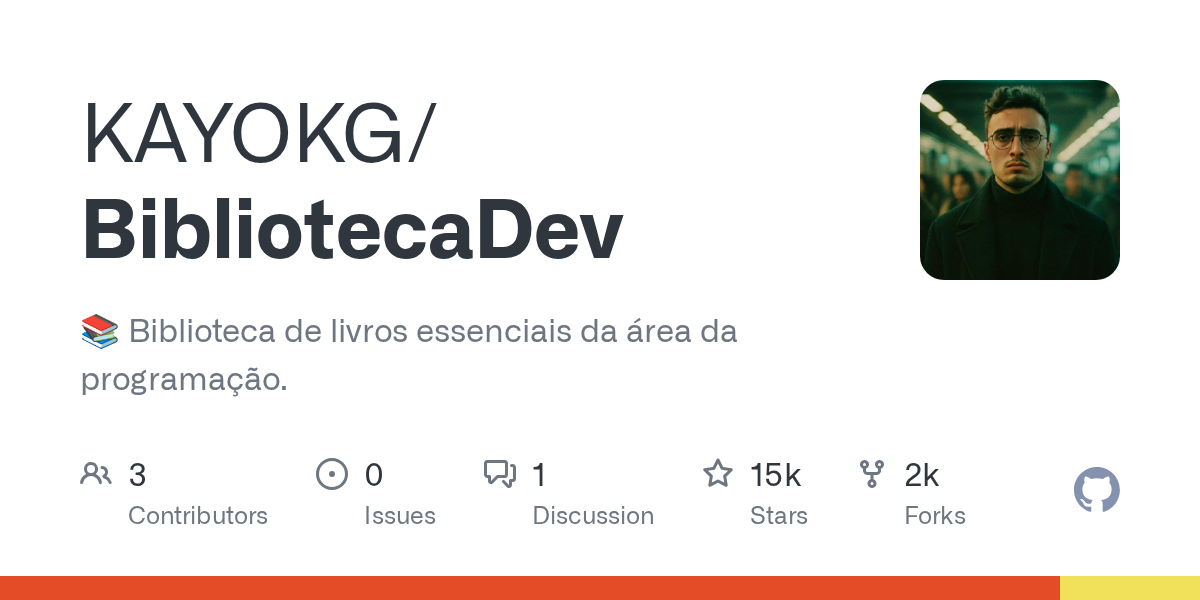 KAYOKG/
BibliotecaDev
📚 Biblioteca de livros essenciais da área da
programação.
3
Contributors
0
Issues
1
Discussion
15k
Stars
2k
Forks